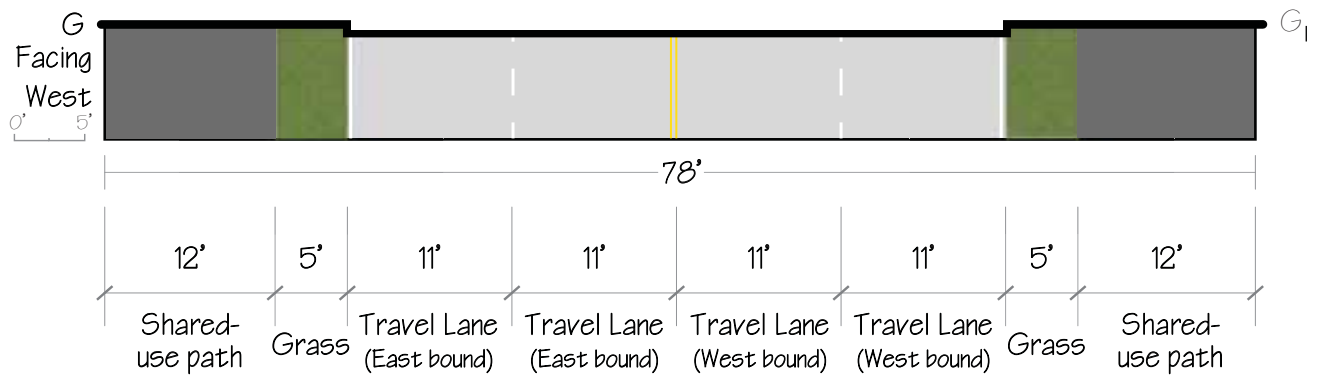 G
G1
Facing
West
0' 5'
78'
12' 5' 11' 11' 11' 11' 5' 12'
Shared-
use path
Grass
Travel Lane
(East bound)
Travel Lane
(East bound)
Travel Lane
(West bound)
Travel Lane
(West bound)
Grass
Shared-
use path